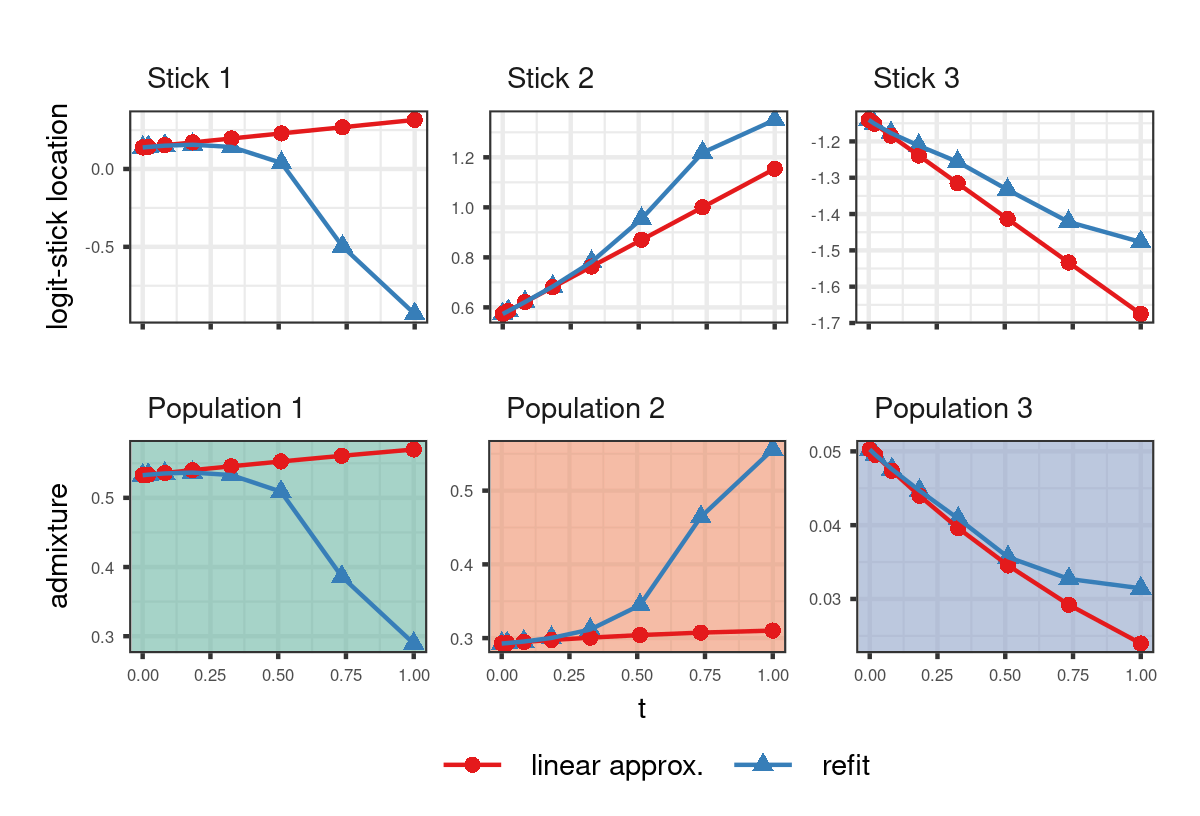 Stick 1
Stick 2
Stick 3
logit-stick location
0.0
-0.5
1.2
1.0
0.8
0.6
-1.2
-1.3
-1.4
-1.5
-1.6
-1.7
Population 1
Population 2
Population 3
admixture
0.5
0.4
0.3
0.5
0.4
0.3
0.05
0.04
0.03
0.00 0.25 0.50 0.75 1.00
0.00 0.25 0.50 0.75 1.00
0.00 0.25 0.50 0.75 1.00
t
linear approx. refit